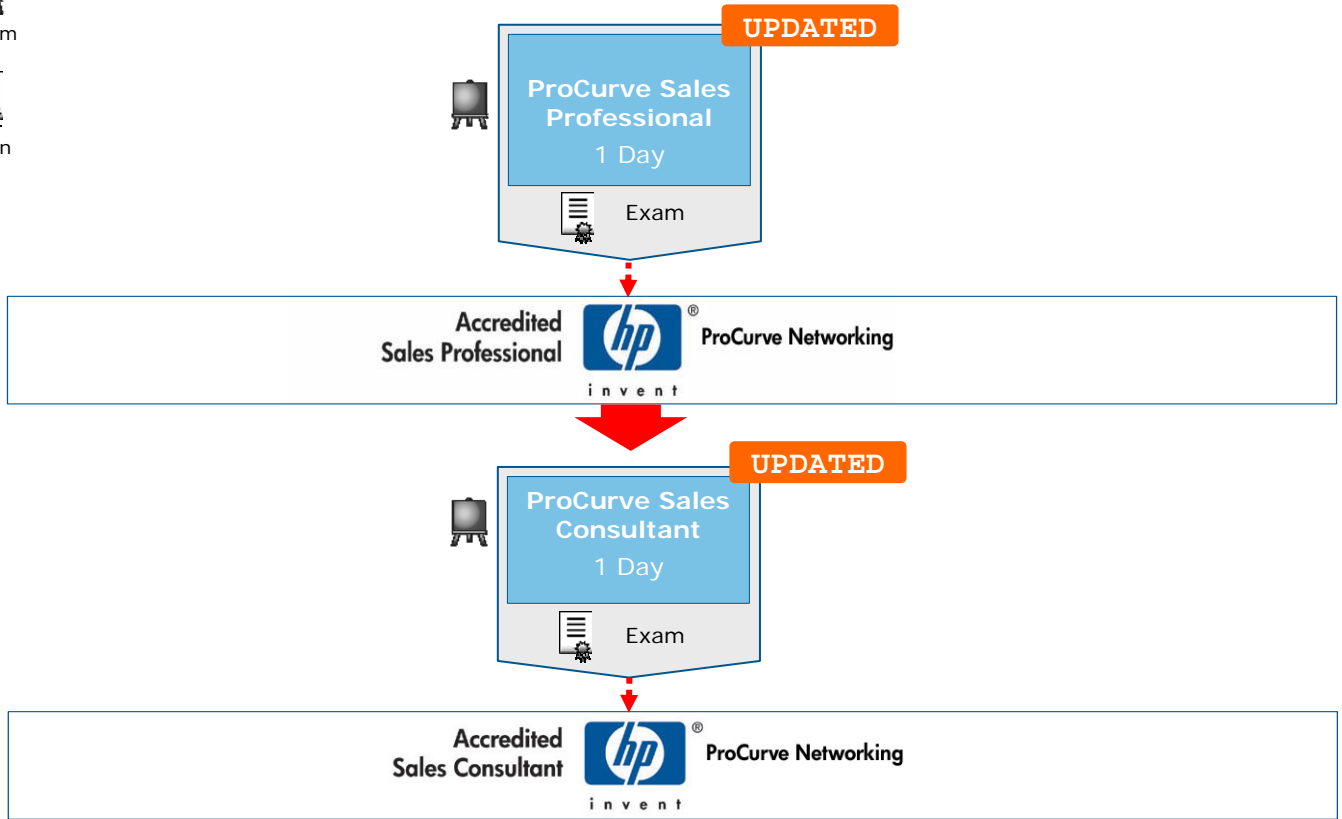 UPDATED
ProCurve Sales
Professional
1 Day
Exam
Accredited
Sales Professional
hp
®
ProCurve Networking
invent
UPDATED
ProCurve Sales
Consultant
1 Day
Exam
Accredited
Sales Consultant
hp
®
ProCurve Networking
invent